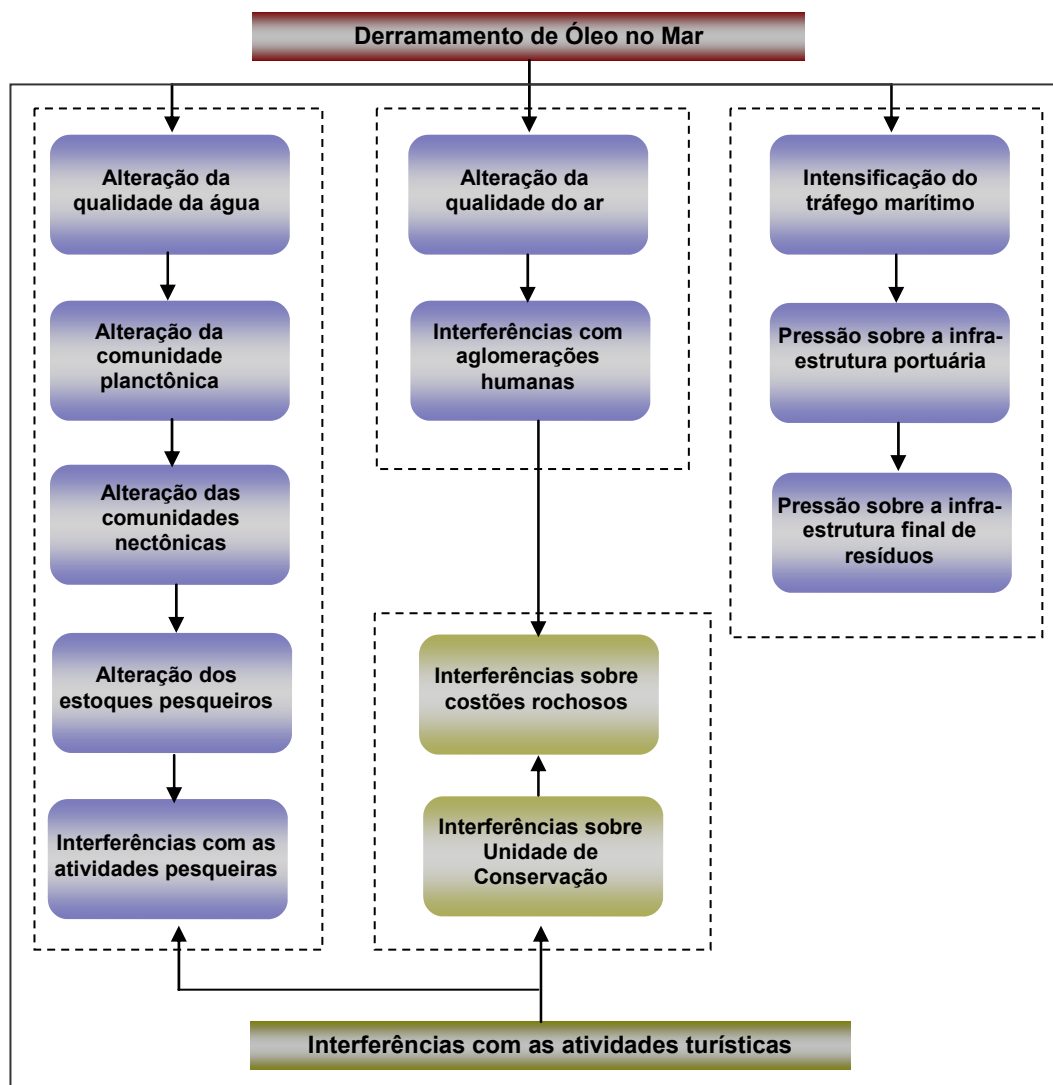 Derramamento de Óleo no Mar
Alteração da
qualidade da água
Alteração da
comunidade
planctônica
Alteração das
comunidades
nectônicas
Alteração dos
estoques pesqueiros
Interferências com as
atividades pesqueiras
Alteração da
qualidade do ar
Interferências com
aglomerações
humanas
Interferências sobre
costões rochosos
Interferências sobre
Unidade de
Conservação
Intensificação do
tráfego marítimo
Pressão sobre a infra-
estrutura portuária
Pressão sobre a infra-
estrutura final de
resíduos
Interferências com as atividades turísticas